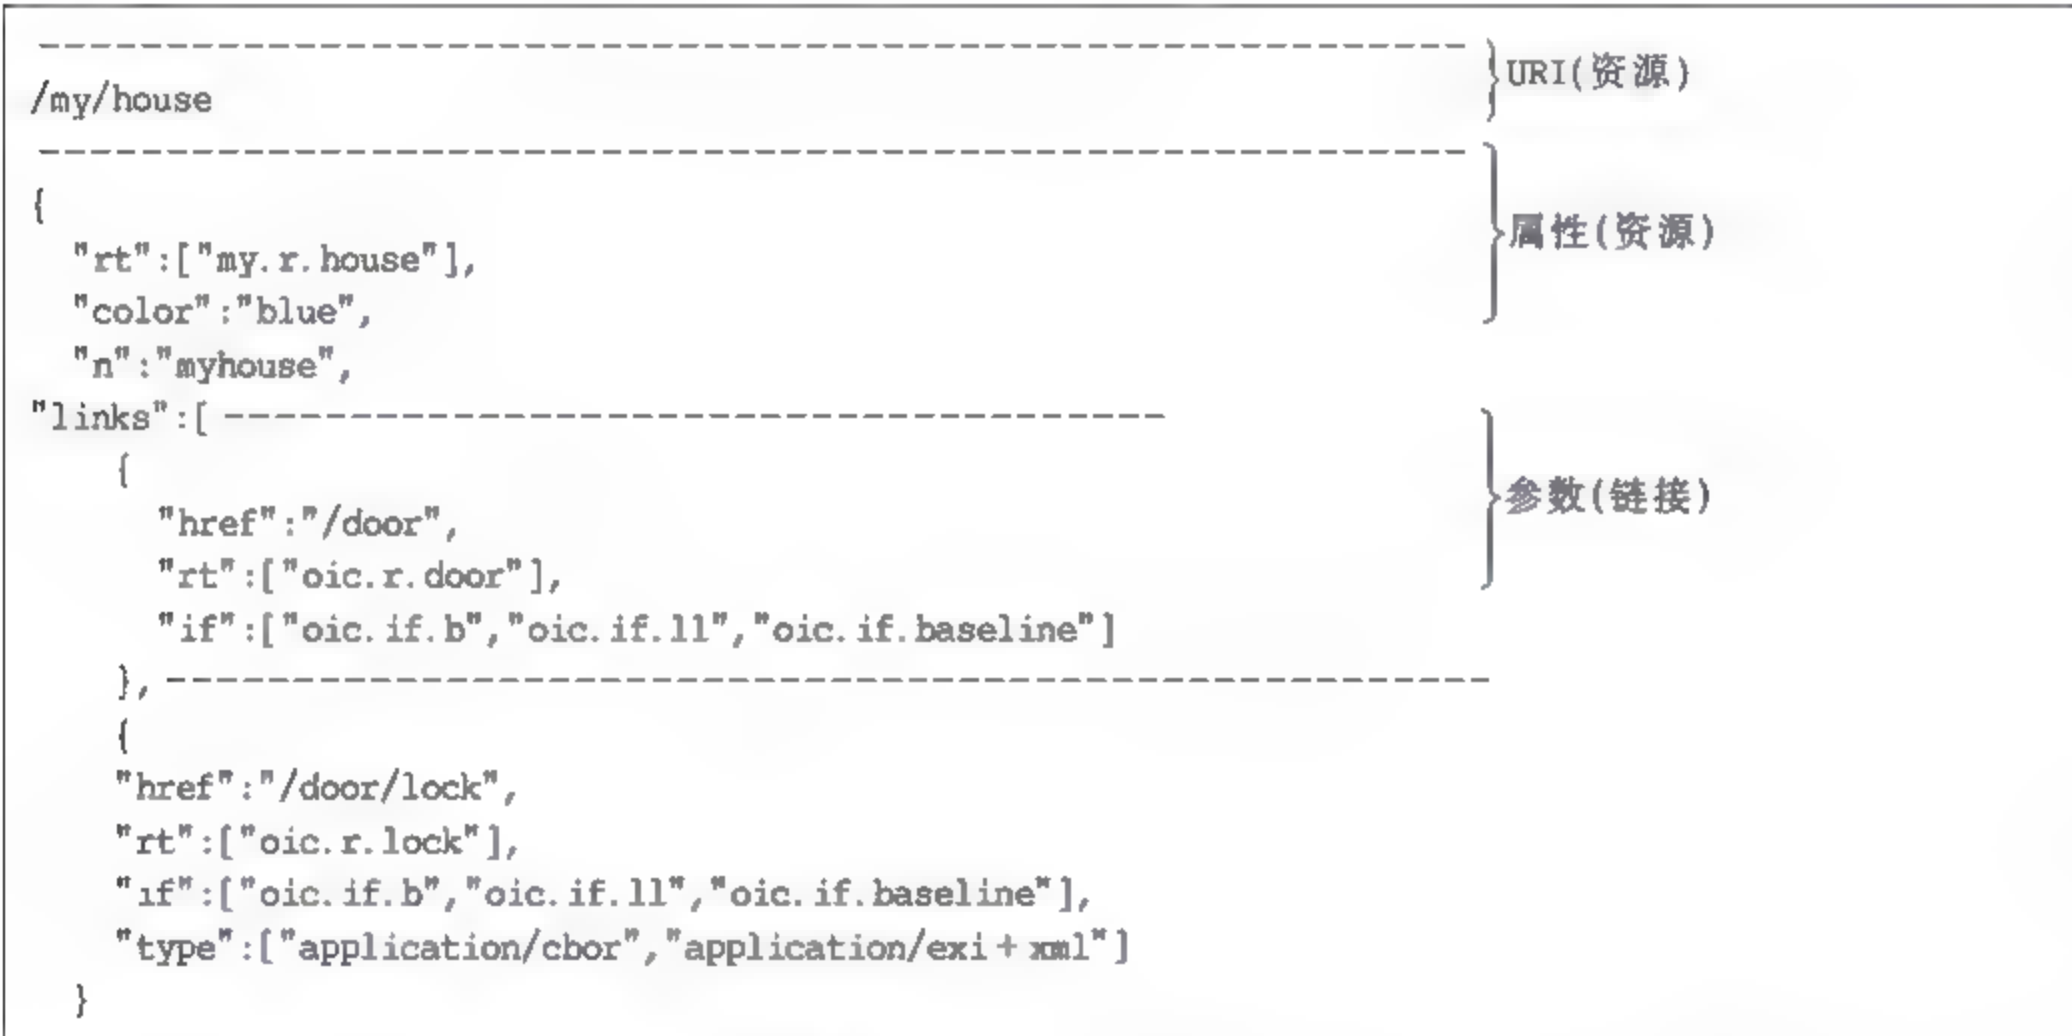 URI(资源)
/my/house
{
属性(资源)
"rt":["my.r.house"],
"color":"blue",
"n":"myhouse",
"links":[
{
参数(链接)
"href":"/door",
"rt":["oic.r.door"],
"if":["oic.if.b","oic.if.ll","oic.if.baseline"]
},
{
"href":"/door/lock",
"rt":["oic.r.lock"],
"if":["oic.if.b","oic.if.ll","oic.if.baseline"],
"type":["application/cbor","application/exi+xml"]
}